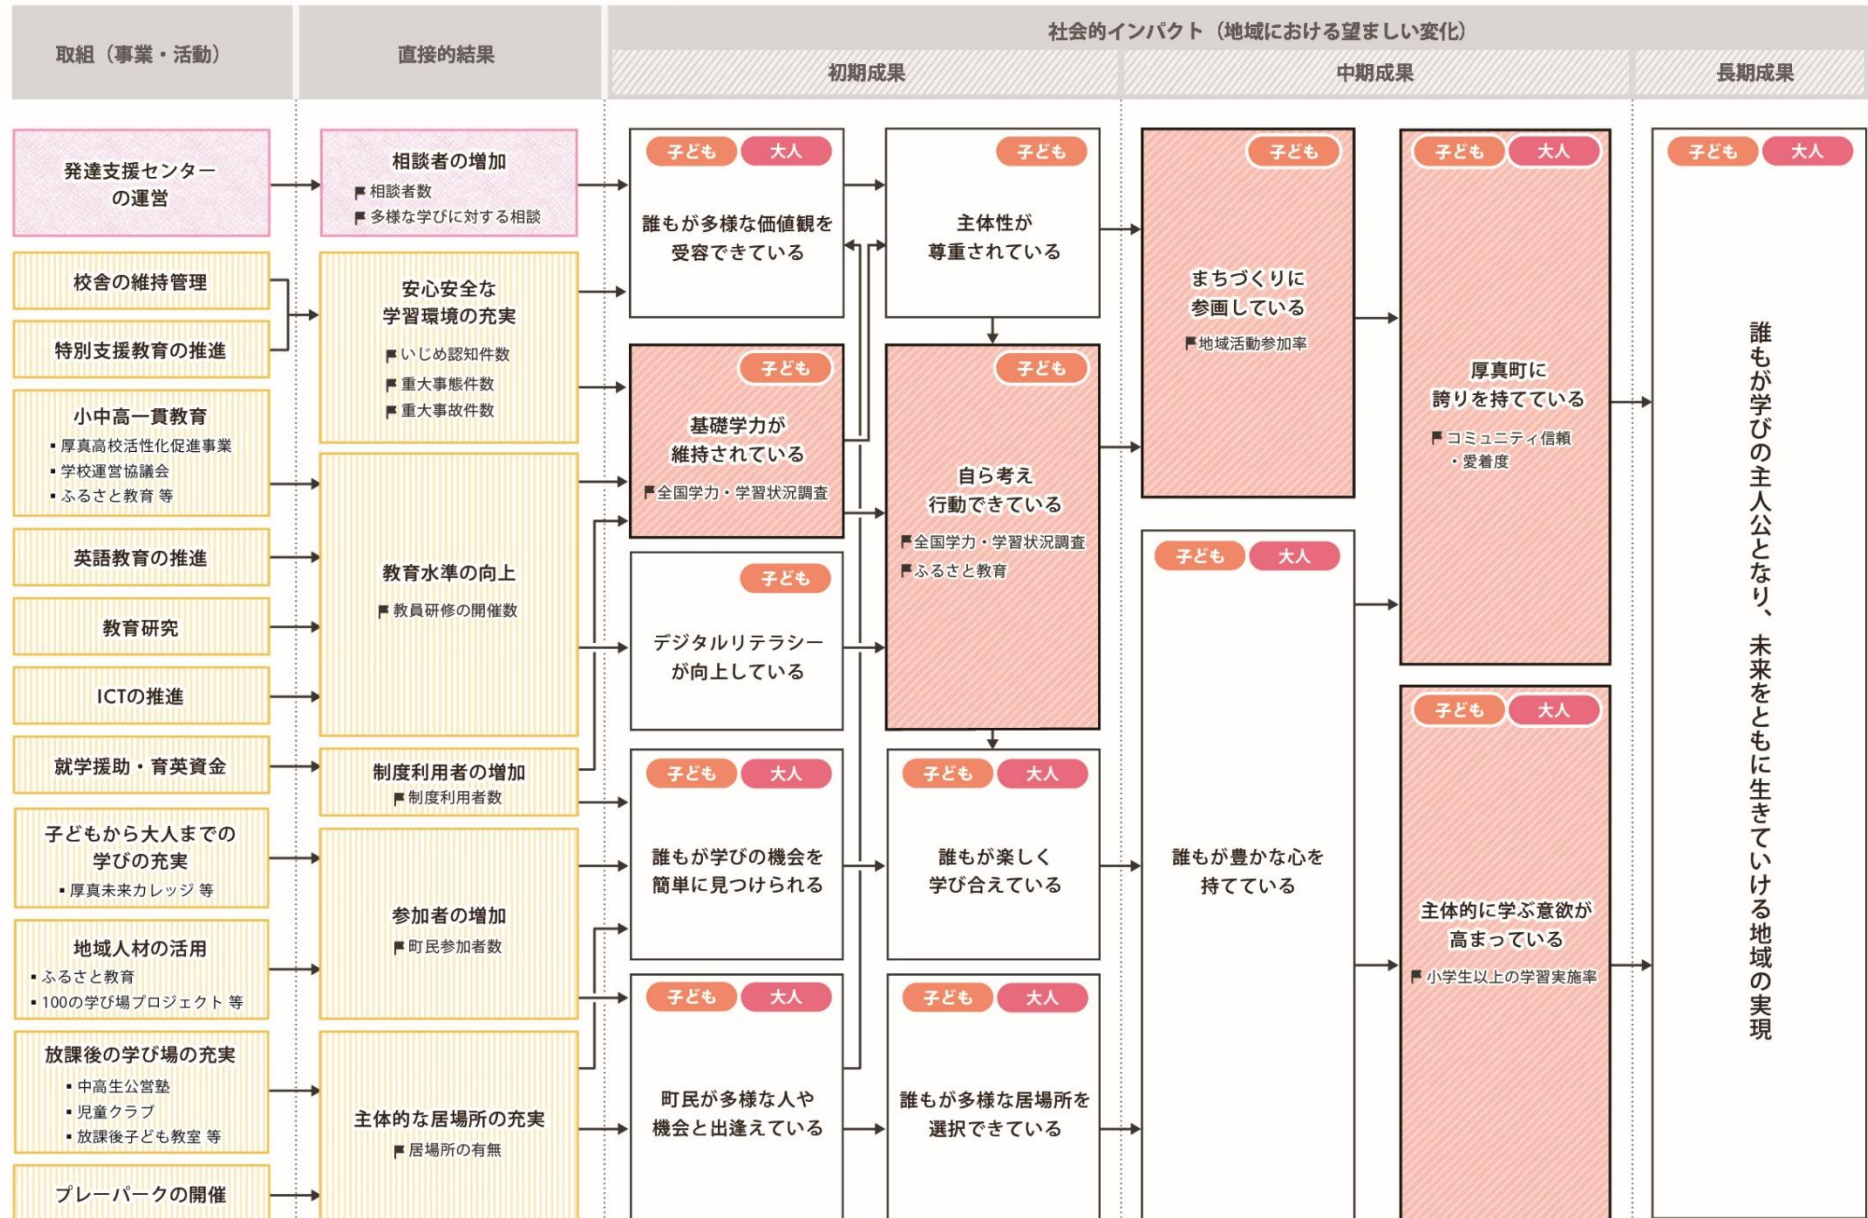 取組（事業・活動）
直接的結果
社会的インパクト（地域における望ましい変化）
初期成果
中期成果
長期成果
発達支援センター
の運営
校舎の維持管理
特別支援教育の推進
小中高一貫教育
▪ 厚真高校活性化促進事業
▪ 学校運営協議会
▪ ふるさと教育 等
英語教育の推進
教育研究
ICTの推進
就学援助・育英資金
子どもから大人までの
学びの充実
▪ 厚真未来カレッジ 等
地域人材の活用
▪ ふるさと教育
▪ 100の学び場プロジェクト 等
放課後の学び場の充実
▪ 中高生公営塾
▪ 児童クラブ
▪ 放課後子ども教室 等
プレーパークの開催
相談者の増加
相談者数
多様な学びに対する相談
安心安全な
学習環境の充実
いじめ認知件数
重大事態件数
重大事故件数
教育水準の向上
教員研修の開催数
制度利用者の増加
制度利用者数
参加者の増加
町民参加者数
主体的な居場所の充実
居場所の有無
子ども 大人
誰もが多様な価値観を
受容できている
子ども
基礎学力が
維持されている
全国学力・学習状況調査
子ども
デジタルリテラシー
が向上している
子ども 大人
誰もが学びの機会を
簡単に見つけられる
子ども 大人
町民が多様な人や
機会と出逢えている
子ども
主体性が
尊重されている
子ども
自ら考え
行動できている
全国学力・学習状況調査
ふるさと教育
子ども 大人
誰もが楽しく
学び合えている
子ども 大人
誰もが多様な居場所を
選択できている
子ども
まちづくりに
参画している
地域活動参加率
子ども 大人
誰もが豊かな心を
持てている
子ども 大人
厚真町に
誇りを持てている
コミュニティ信頼
・愛着度
子ども 大人
主体的に学ぶ意欲が
高まっている
小学生以上の学習実施率
子ども 大人
誰もが学びの主人公となり、未来をともに生きていける地域の実現